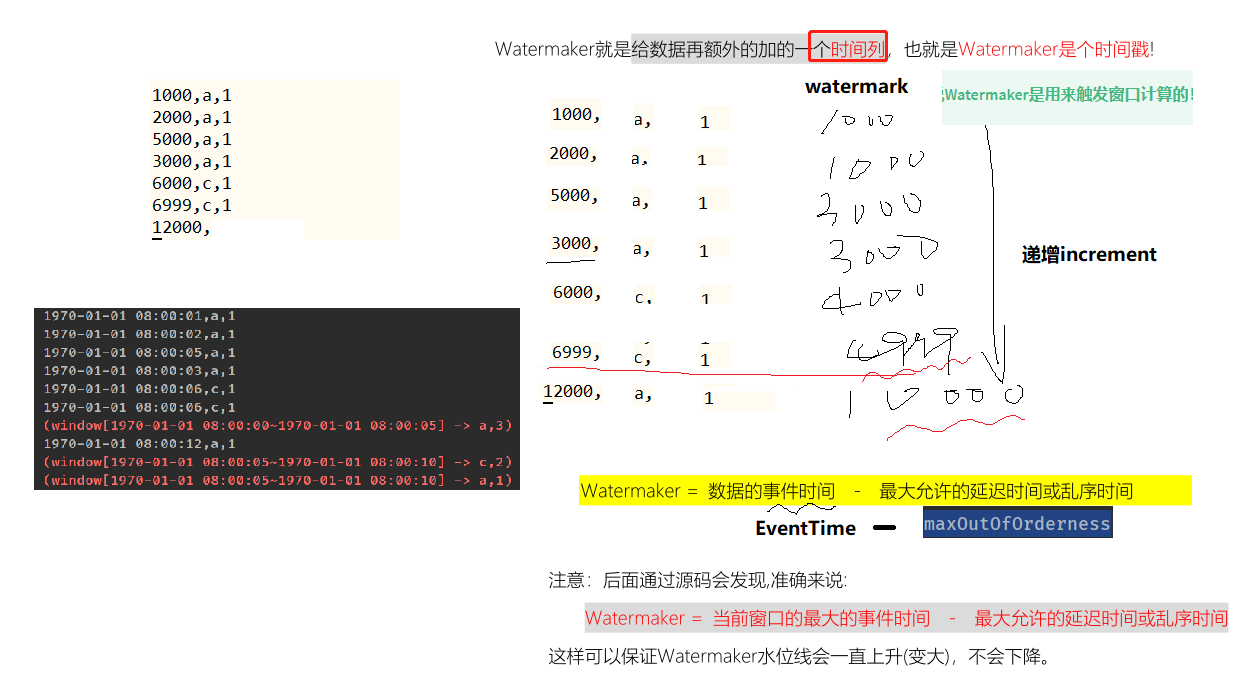 Watermaker就是给数据再额外的加的一个时间列，也就是Watermaker是个时间戳!
1000,a,1
2000,a,1
5000,a,1
3000,a,1
6000,c,1
6999,c,1
12000,
watermark
Watermaker是用来触发窗口计算的!
1000, a, 1 1000
2000, a, 1 1000
5000, a, 1 3000
3000, a, 1 3000
6000, c, 1 4000
6999, c, 1 4999
12000, a, 1 10000
递增increment
1970-01-01 08:00:01,a,1
1970-01-01 08:00:02,a,1
1970-01-01 08:00:05,a,1
1970-01-01 08:00:03,a,1
1970-01-01 08:00:06,c,1
1970-01-01 08:00:06,c,1
(window[1970-01-01 08:00:00~1970-01-01 08:00:05] -> a,3)
1970-01-01 08:00:12,a,1
(window[1970-01-01 08:00:05~1970-01-01 08:00:10] -> c,2)
(window[1970-01-01 08:00:05~1970-01-01 08:00:10] -> a,1)
Watermaker = 数据的事件时间 - 最大允许的延迟时间或乱序时间
EventTime — maxOutOfOrderness
注意：后面通过源码会发现,准确来说:
Watermaker = 当前窗口的最大的事件时间 - 最大允许的延迟时间或乱序时间
这样可以保证Watermaker水位线会一直上升(变大)，不会下降。